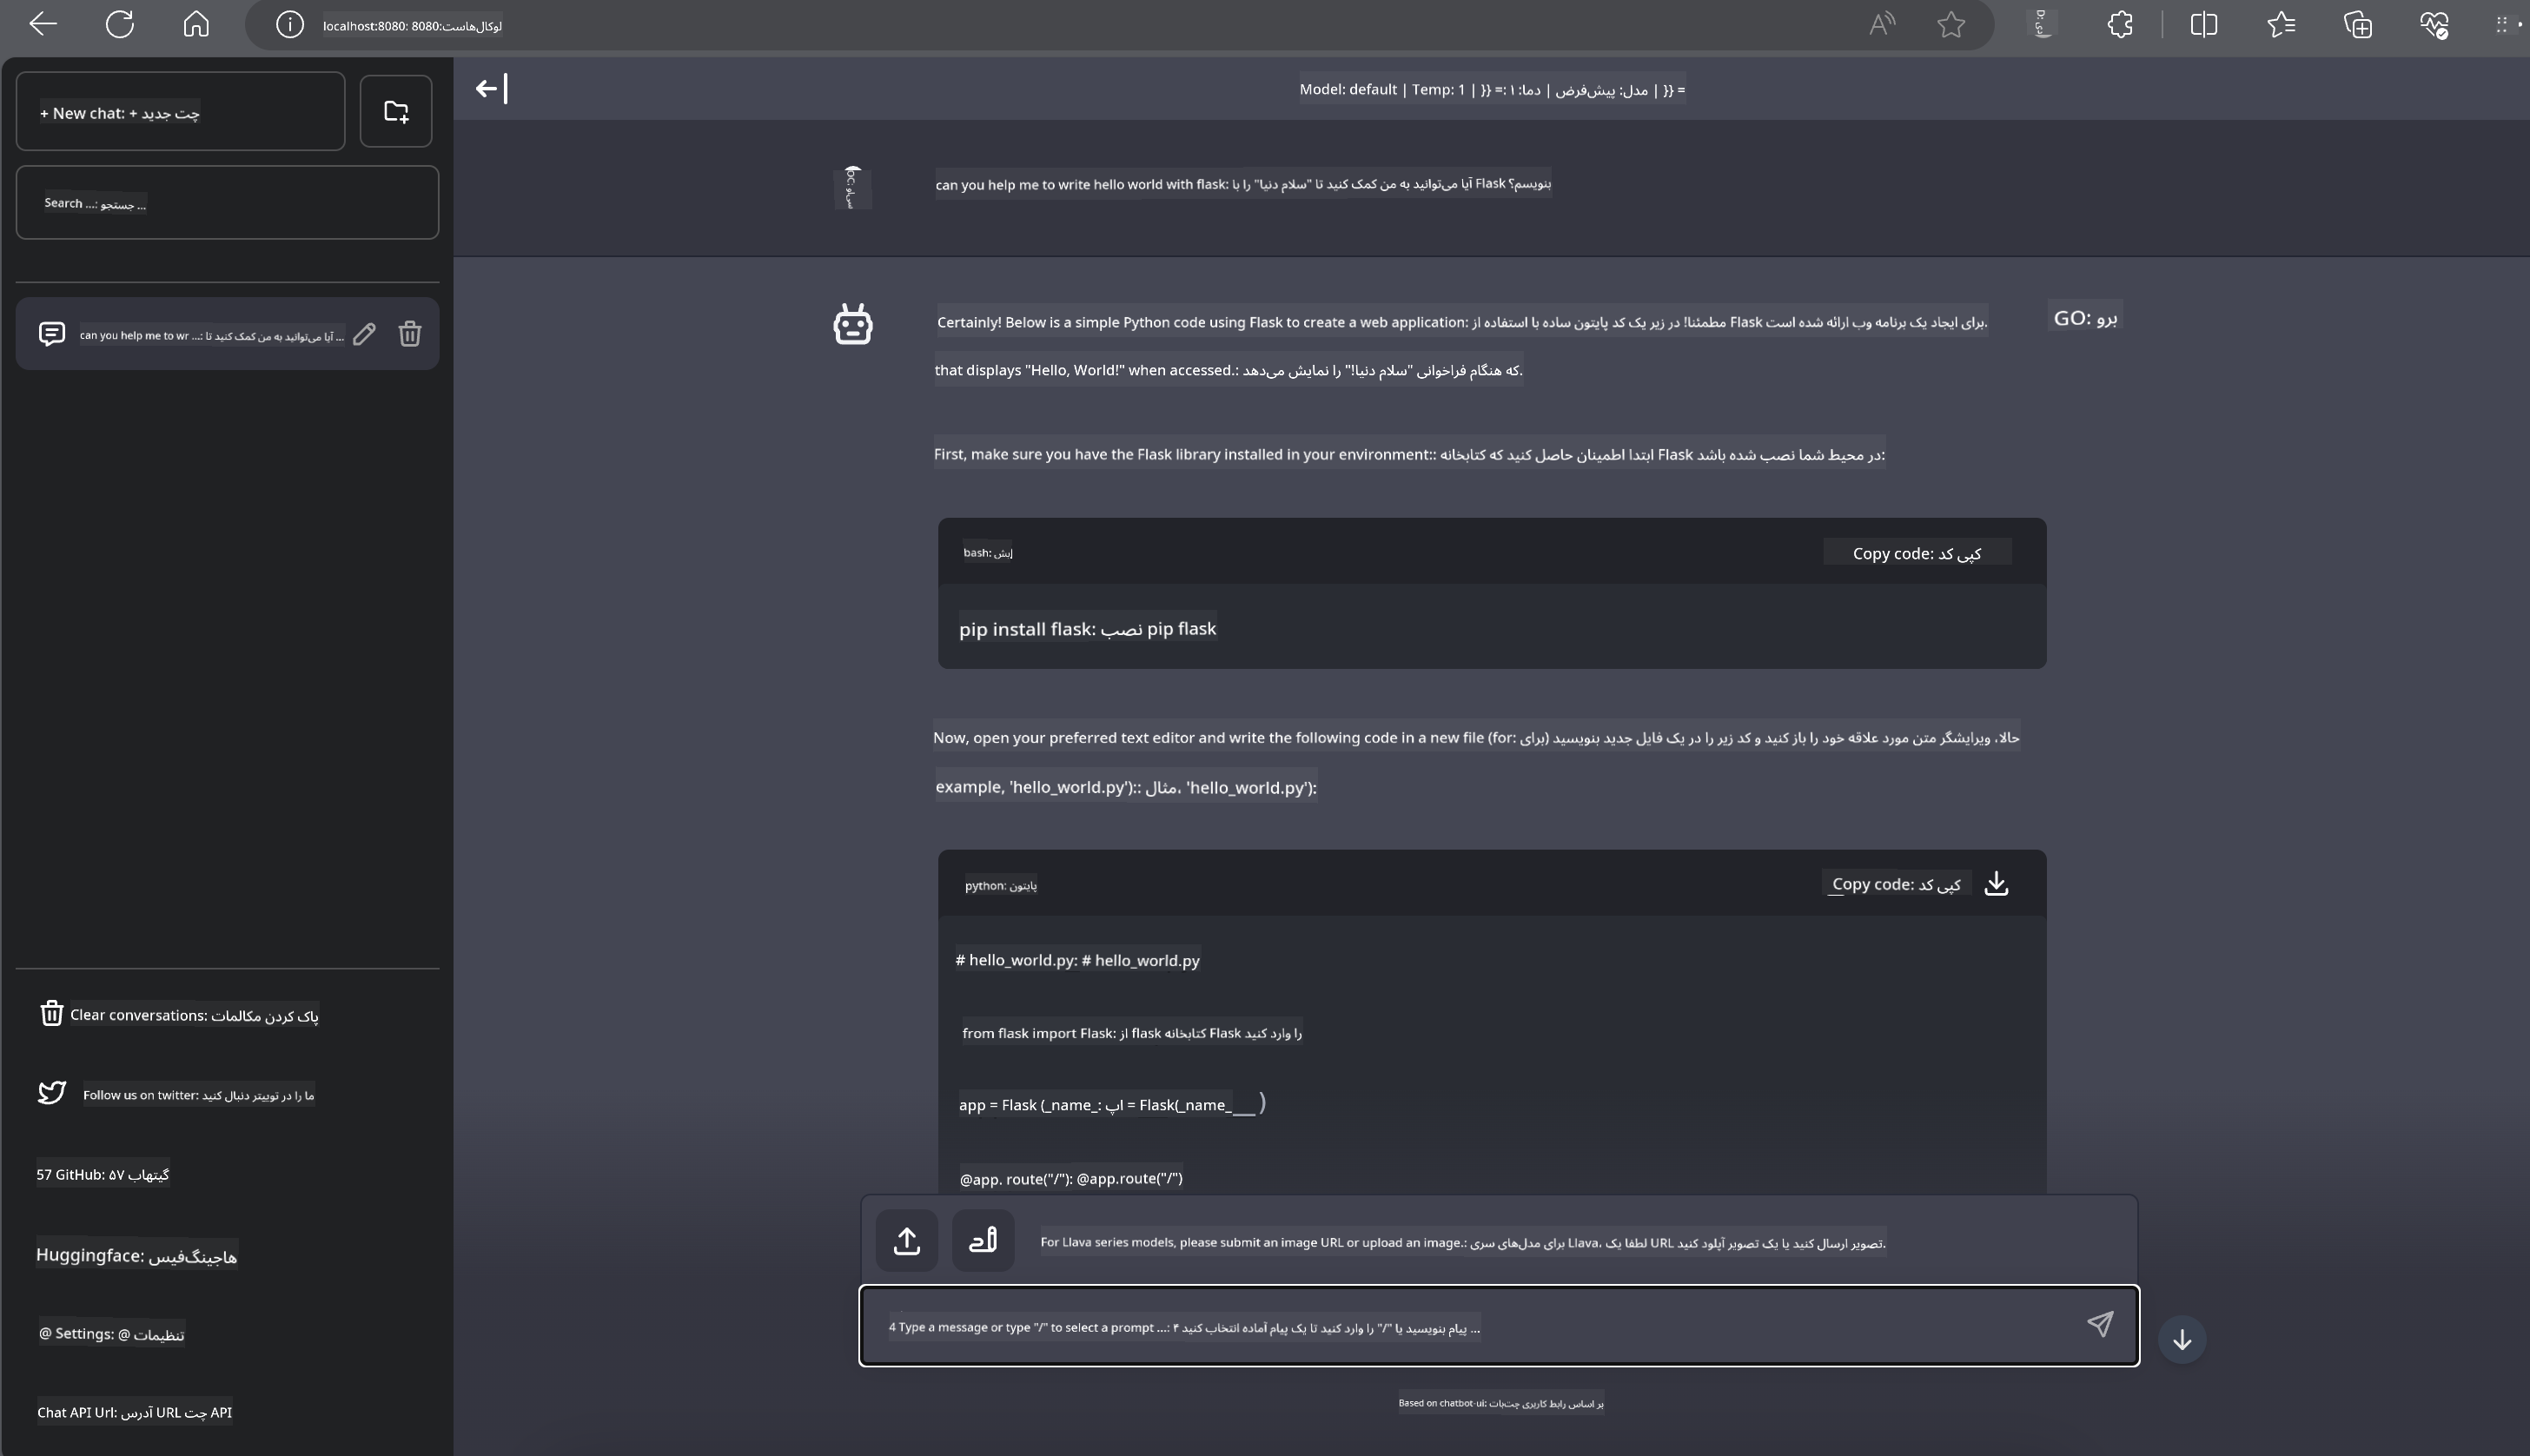 localhost:8080: لوکال‌هاست:8080
+ New chat: + چت جدید
Search ...: جستجو ...
can you help me to wr ...: آیا می‌توانید به من کمک کنید تا ...
Clear conversations: پاک کردن مکالمات
Follow us on twitter: ما را در توییتر دنبال کنید
57 GitHub: گیتهاب ۵۷
Huggingface: هاجینگ‌فیس
@ Settings: @ تنظیمات
Chat API Url: آدرس URL چت API
Model: default | Temp: 1 | }} =: مدل: پیش‌فرض | دما: ۱ | }} =
can you help me to write hello world with flask: آیا می‌توانید به من کمک کنید تا "سلام دنیا" را با Flask بنویسم؟
Certainly! Below is a simple Python code using Flask to create a web application: مطمئنا! در زیر یک کد پایتون ساده با استفاده از Flask برای ایجاد یک برنامه وب ارائه شده است.
GO: برو
that displays "Hello, World!" when accessed.: که هنگام فراخوانی "سلام دنیا!" را نمایش می‌دهد.
First, make sure you have the Flask library installed in your environment:: ابتدا اطمینان حاصل کنید که کتابخانه Flask در محیط شما نصب شده باشد:
bash: بش
Copy code: کپی کد
pip install flask: نصب pip flask
Now, open your preferred text editor and write the following code in a new file (for: حالا، ویرایشگر متن مورد علاقه خود را باز کنید و کد زیر را در یک فایل جدید بنویسید (برای
example, 'hello_world.py'):: مثال، 'hello_world.py'):
python: پایتون
Copy code: کپی کد
# hello_world.py: # hello_world.py
from flask import Flask: از flask کتابخانه Flask را وارد کنید
app = Flask (_name_: اپ = Flask(_name_ __ )
@app. route("/"): @app.route("/")
For Llava series models, please submit an image URL or upload an image.: برای مدل‌های سری Llava، لطفا یک URL تصویر ارسال کنید یا یک تصویر آپلود کنید.
4 Type a message or type "/" to select a prompt ...: ۴ پیام بنویسید یا "/" را وارد کنید تا یک پیام آماده انتخاب کنید ...
Based on chatbot-ui: بر اساس رابط کاربری چت‌بات